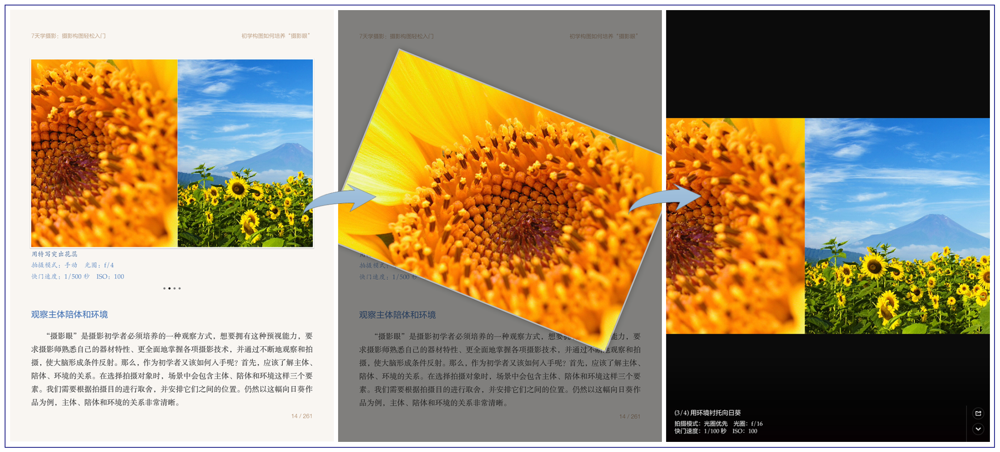 7天学摄影：摄影构图轻松入门
初学构图如何培养“摄影眼”
用特写突出花蕊
拍摄模式：手动 光圈：f/4
快门速度：1/500 秒 ISO：100
观察主体陪体和环境
“摄影眼”是摄影初学者必须培养的一种观察方式，想要拥有这种预视能力，要
求摄影师熟悉自己的器材特性、更全面地掌握各项摄影技术，并通过不断地观察和拍
摄，使大脑形成条件反射。那么，作为初学者又该如何入手呢？首先，应该了解主体、
陪体、环境的关系。在选择拍摄对象时，场景中会包含主体、陪体和环境这样三个要
素。我们需要根据拍摄目的进行取舍，并安排它们之间的位置。仍然以这幅向日葵作
品为例，主体、陪体和环境的关系非常清晰。
14 / 261
7天学摄影：摄影构图轻松入门
初学构图如何培养“摄影眼”
拍摄模式：
快门速度：1/500 秒
观察主体陪体和环境
“摄影眼”是摄影初学者必须培养的一种观察方式，想要 能力，要
求摄影师熟悉自己的器材特性、更全面地掌握各项摄影技术，并通过不断地观察和拍
摄，使大脑形成条件反射。那么，作为初学者又该如何入手呢？首先，应该了解主体、
陪体、环境的关系。在选择拍摄对象时，场景中会包含主体、陪体和环境这样三个要
素。我们需要根据拍摄目的进行取舍，并安排它们之间的位置。仍然以这幅向日葵作
品为例，主体、陪体和环境的关系非常清晰。
14 / 261
(3/4) 用环境衬托向日葵
拍摄模式：光圈优先 光圈：f/16
快门速度：1/100 秒 ISO：100